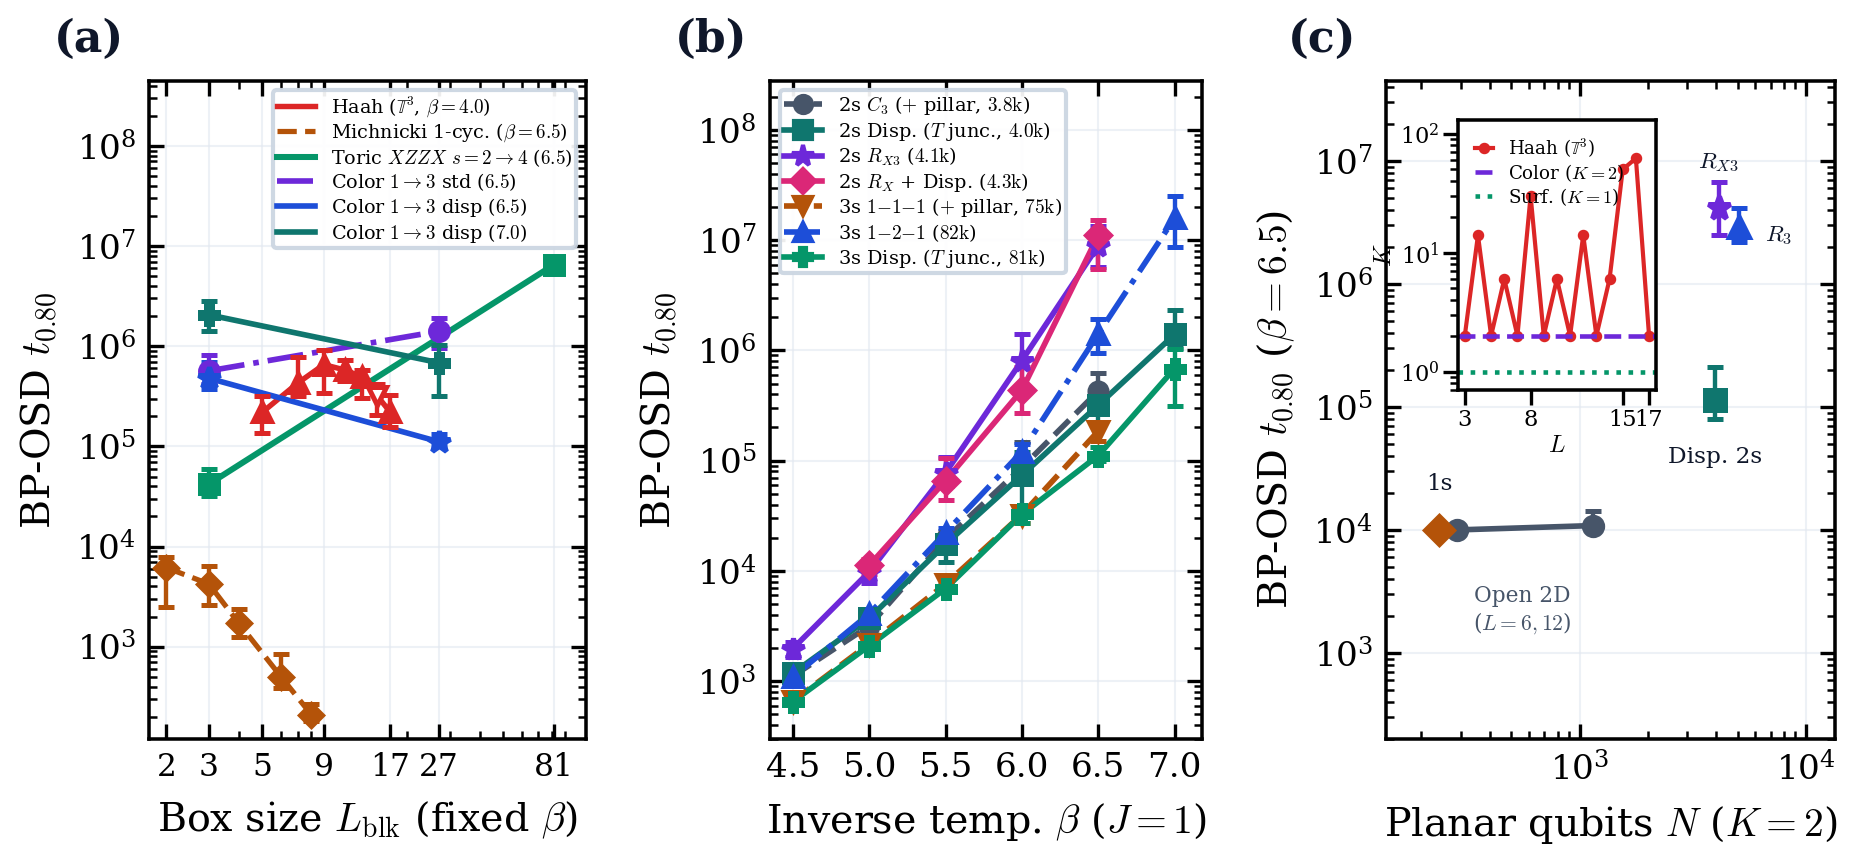 (a)
BP-OSD t₀.₈₀
10⁸
10⁷
10⁶
10⁵
10⁴
10³
Haah (𝕋³, β = 4.0)
Michnicki 1-cyc. (β = 6.5)
Toric XZZX s = 2 → 4 (6.5)
Color 1 → 3 std (6.5)
Color 1 → 3 disp (6.5)
Color 1 → 3 disp (7.0)
2 3 5 9 17 27 81
Box size L_blk (fixed β)
(b)
BP-OSD t₀.₈₀
10⁸
10⁷
10⁶
10⁵
10⁴
10³
2s C₃ (+ pillar, 3.8k)
2s Disp. (T junc., 4.0k)
2s R_X3 (4.1k)
2s R_X + Disp. (4.3k)
3s 1−1−1 (+ pillar, 75k)
3s 1−2−1 (82k)
3s Disp. (T junc., 81k)
4.5 5.0 5.5 6.0 6.5 7.0
Inverse temp. β (J = 1)
(c)
BP-OSD t₀.₈₀ (β = 6.5)
10⁷
10⁶
10⁵
10⁴
10³
K
10²
10¹
10⁰
Haah (𝕋³)
Color (K = 2)
Surf. (K = 1)
3 8 15 17
L
R_X3
R₃
Disp. 2s
1s
Open 2D
(L = 6, 12)
10³ 10⁴
Planar qubits N (K = 2)